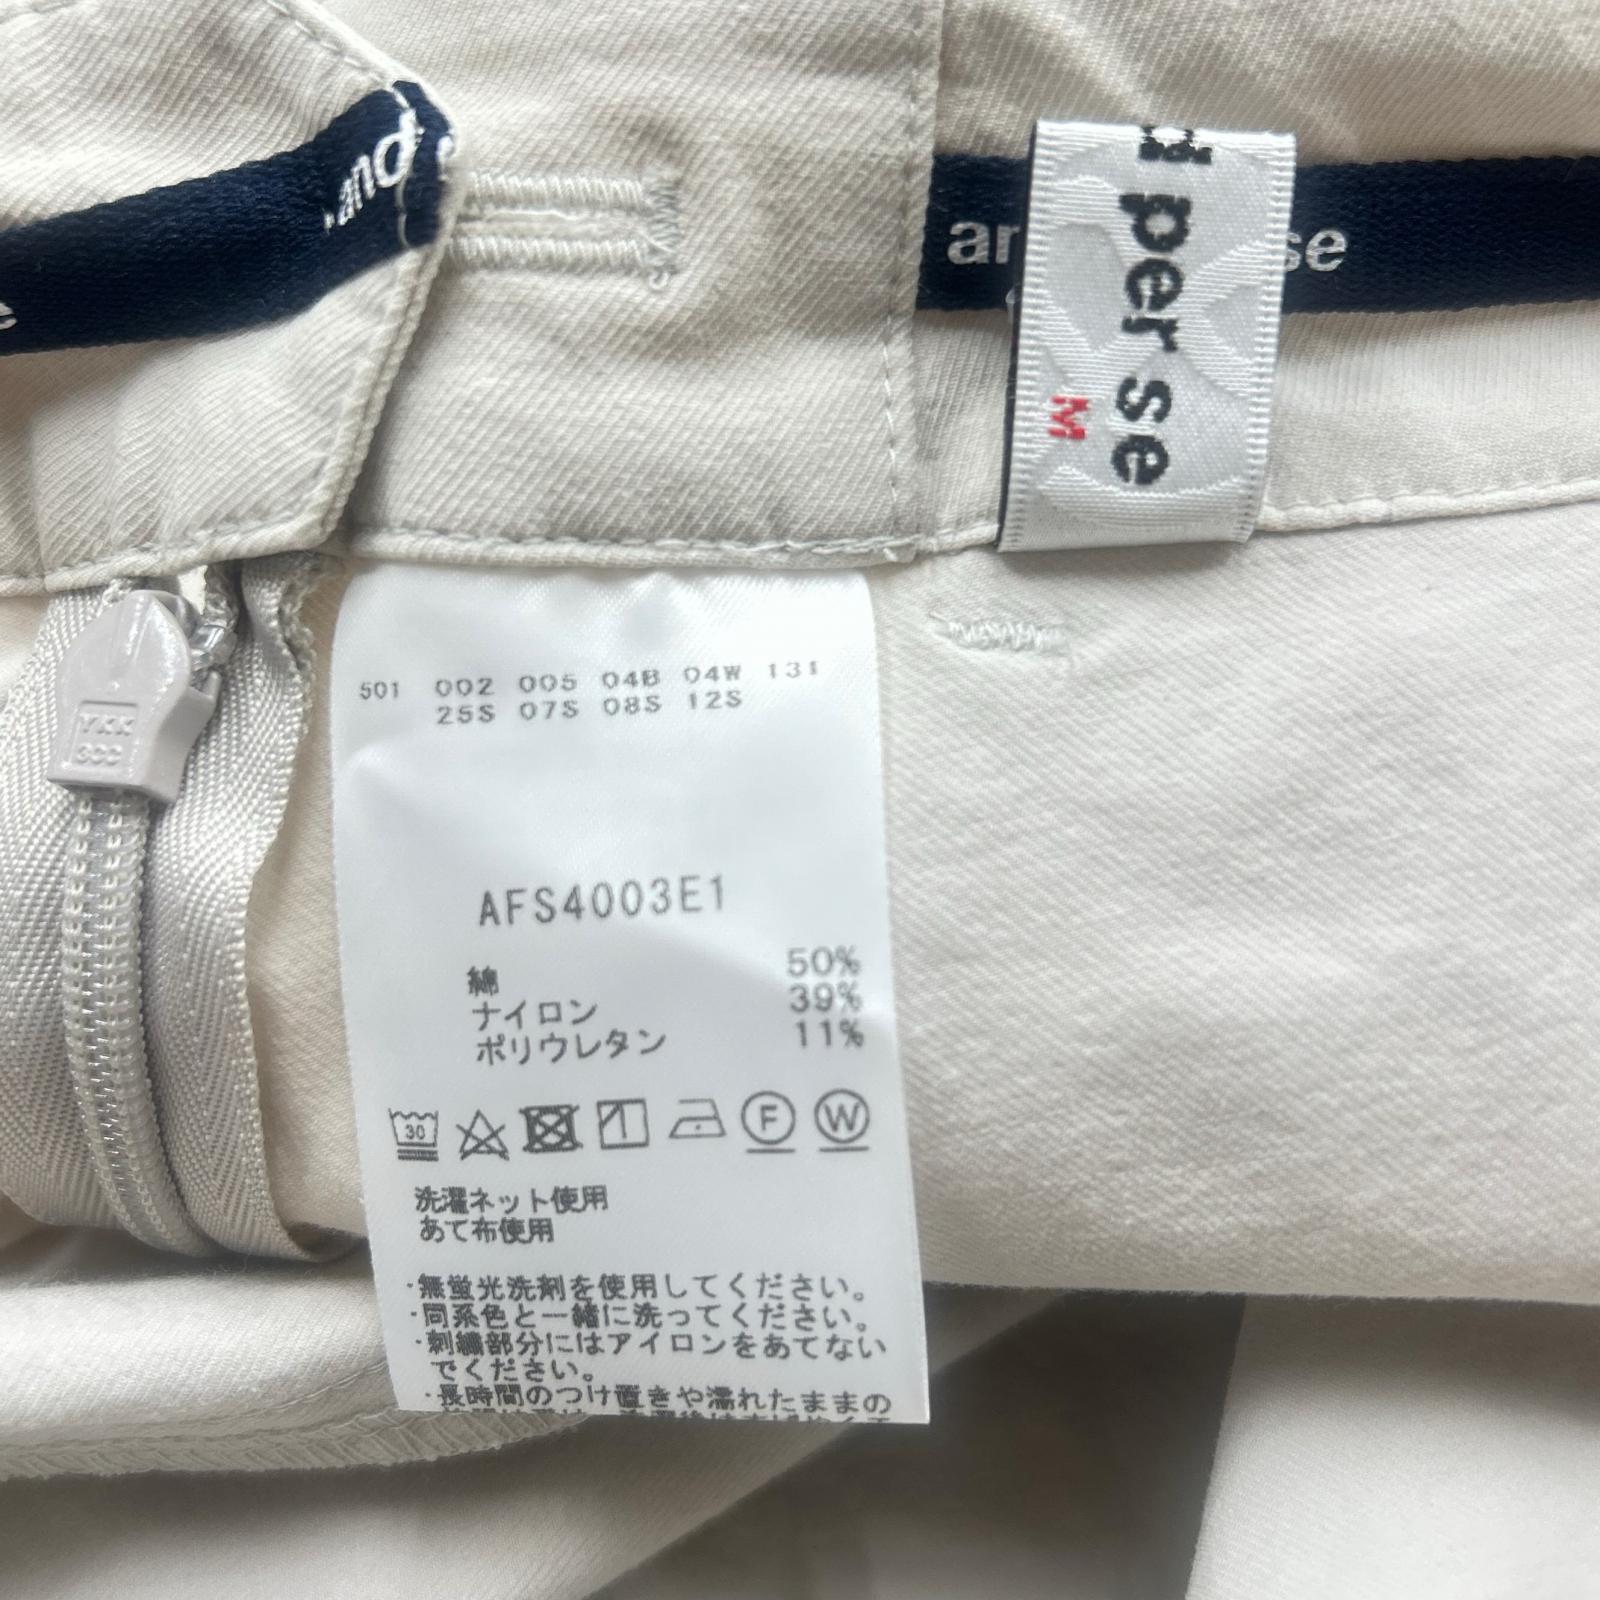 and
d per se
M
se
YKK
501 002 005 04B 04W 131
25S 07S 08S 12S
AFS4003E1
綿 50%
ナイロン 39%
ポリウレタン 11%
30
F
W
洗濯ネット使用
あて布使用
・無蛍光洗剤を使用してください。
・同系色と一緒に洗ってください。
・刺繍部分にはアイロンをあてない
でください。
・長時間のつけ置きや濡れたままの